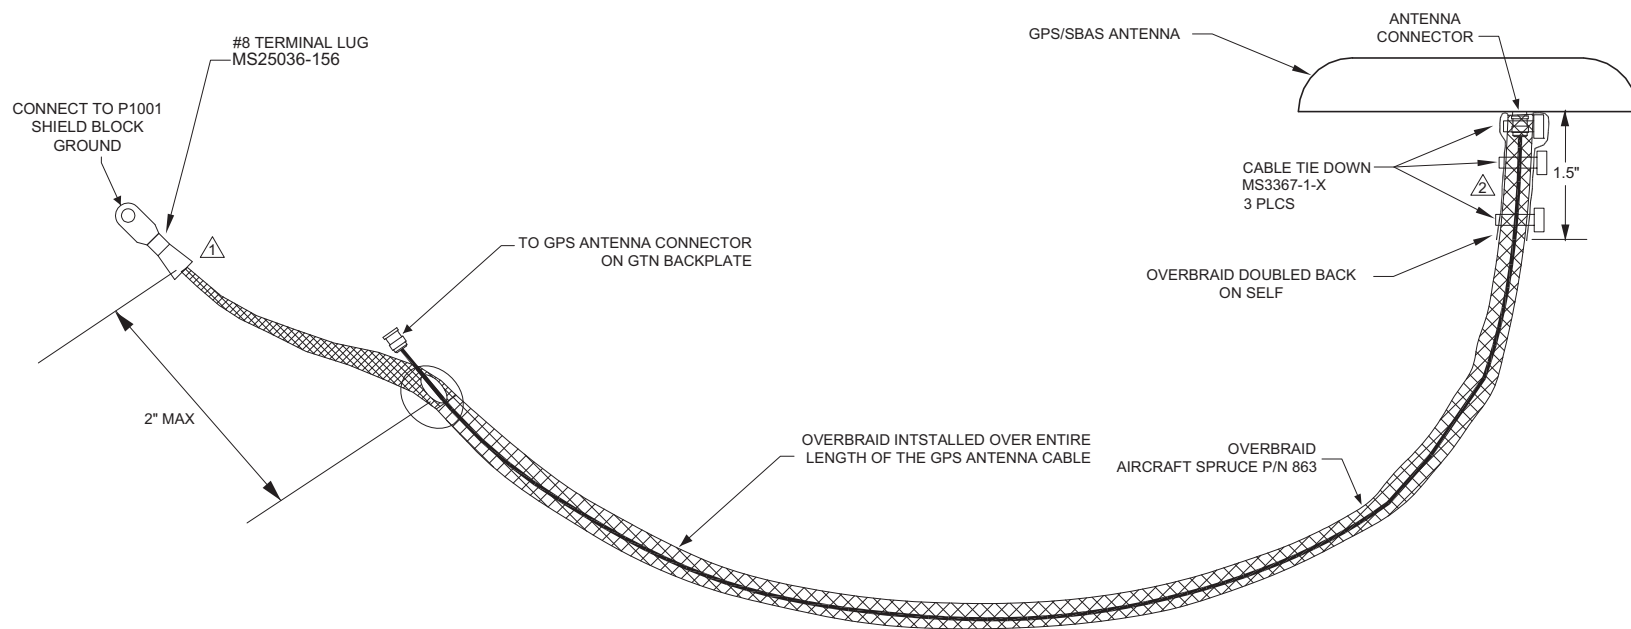 #8 TERMINAL LUG
MS25036-156
CONNECT TO P1001
SHIELD BLOCK
GROUND
1
2" MAX
TO GPS ANTENNA CONNECTOR
ON GTN BACKPLATE
OVERBRAID INTSTALLED OVER ENTIRE
LENGTH OF THE GPS ANTENNA CABLE
GPS/SBAS ANTENNA
ANTENNA
CONNECTOR
CABLE TIE DOWN
MS3367-1-X
3 PLCS
2
1.5"
OVERBRAID DOUBLED BACK
ON SELF
OVERBRAID
AIRCRAFT SPRUCE P/N 863